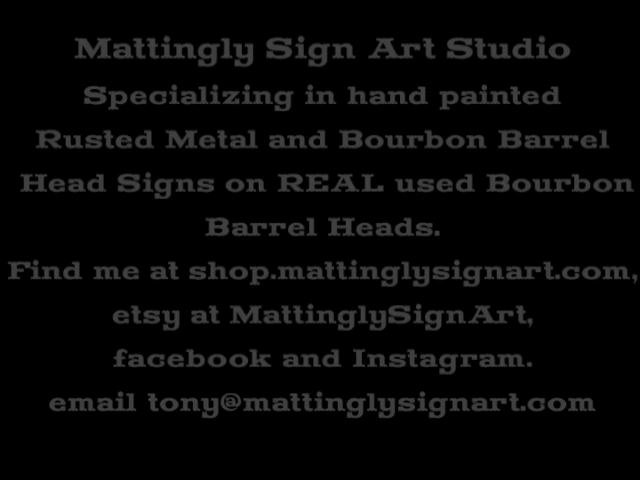 Mattingly Sign Art Studio
Specializing in hand painted
Rusted Metal and Bourbon Barrel
Head Signs on REAL used Bourbon
Barrel Heads.
Find me at shop.mattinglysignart.com,
etsy at MattinglySignArt,
facebook and Instagram.
email tony@mattinglysignart.com